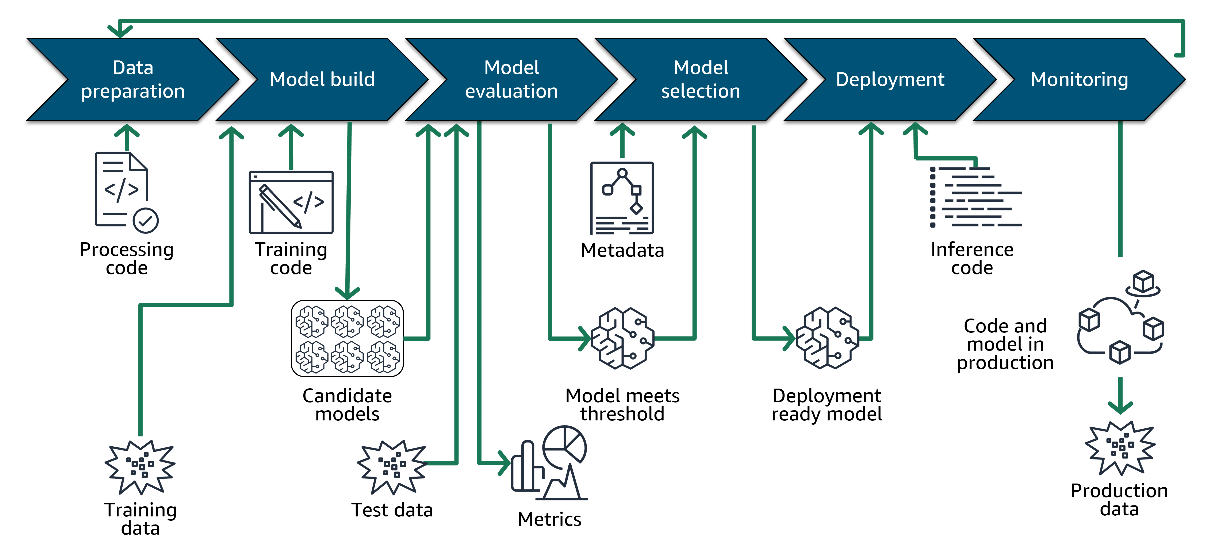 Data
preparation
Model build
Model
evaluation
Model
selection
Deployment
Monitoring
</>
Processing
code
</>
Training
code
Metadata
Inference
code
Candidate
models
Model meets
threshold
Deployment
ready model
Code and
model in
production
Training
data
Test data
Metrics
Production
data